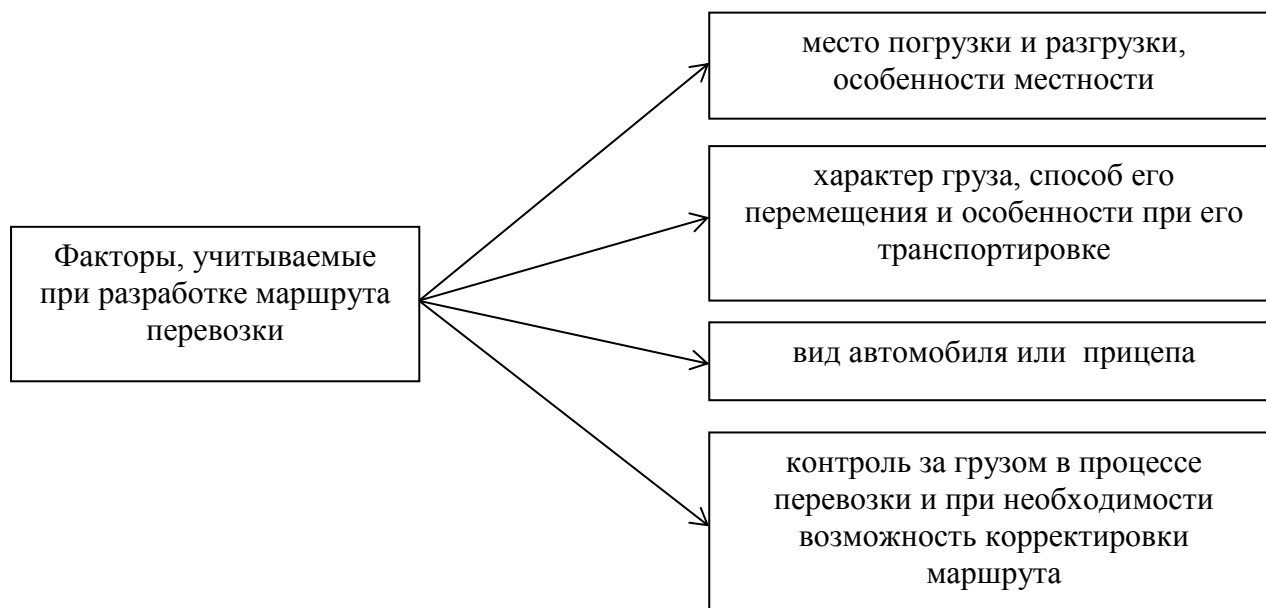 Факторы, учитываемые
при разработке маршрута
перевозки
место погрузки и разгрузки,
особенности местности
характер груза, способ его
перемещения и особенности при его
транспортировке
вид автомобиля или прицепа
контроль за грузом в процессе
перевозки и при необходимости
возможность корректировки
маршрута